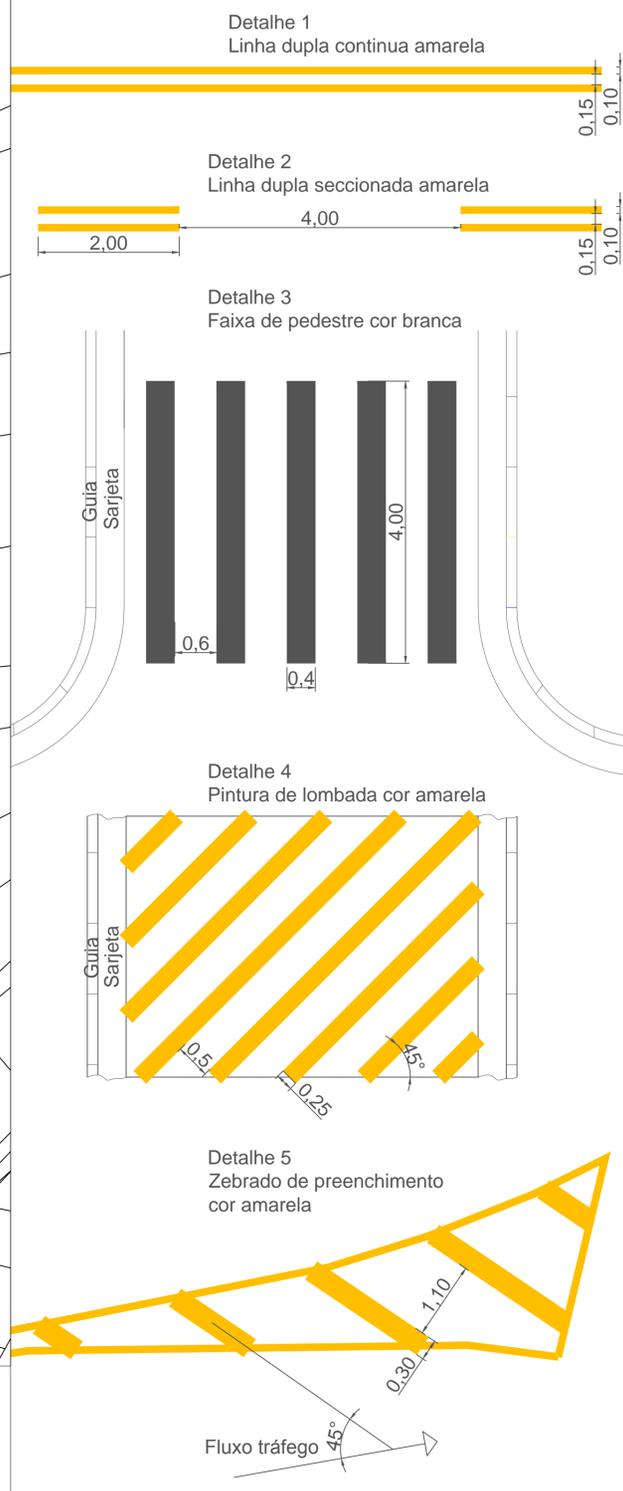 Detalhe 1
Linha dupla continua amarela
0,15
0,10
Detalhe 2
Linha dupla seccionada amarela
4,00
2,00
0,15
0,10
Detalhe 3
Faixa de pedestre cor branca
Guia
Sarjeta
4,00
0,6
0,4
Detalhe 4
Pintura de lombada cor amarela
Guia
Sarjeta
0,5
0,25
45°
Detalhe 5
Zebrado de preenchimento
cor amarela
1,10
0,30
Fluxo tráfego
45°